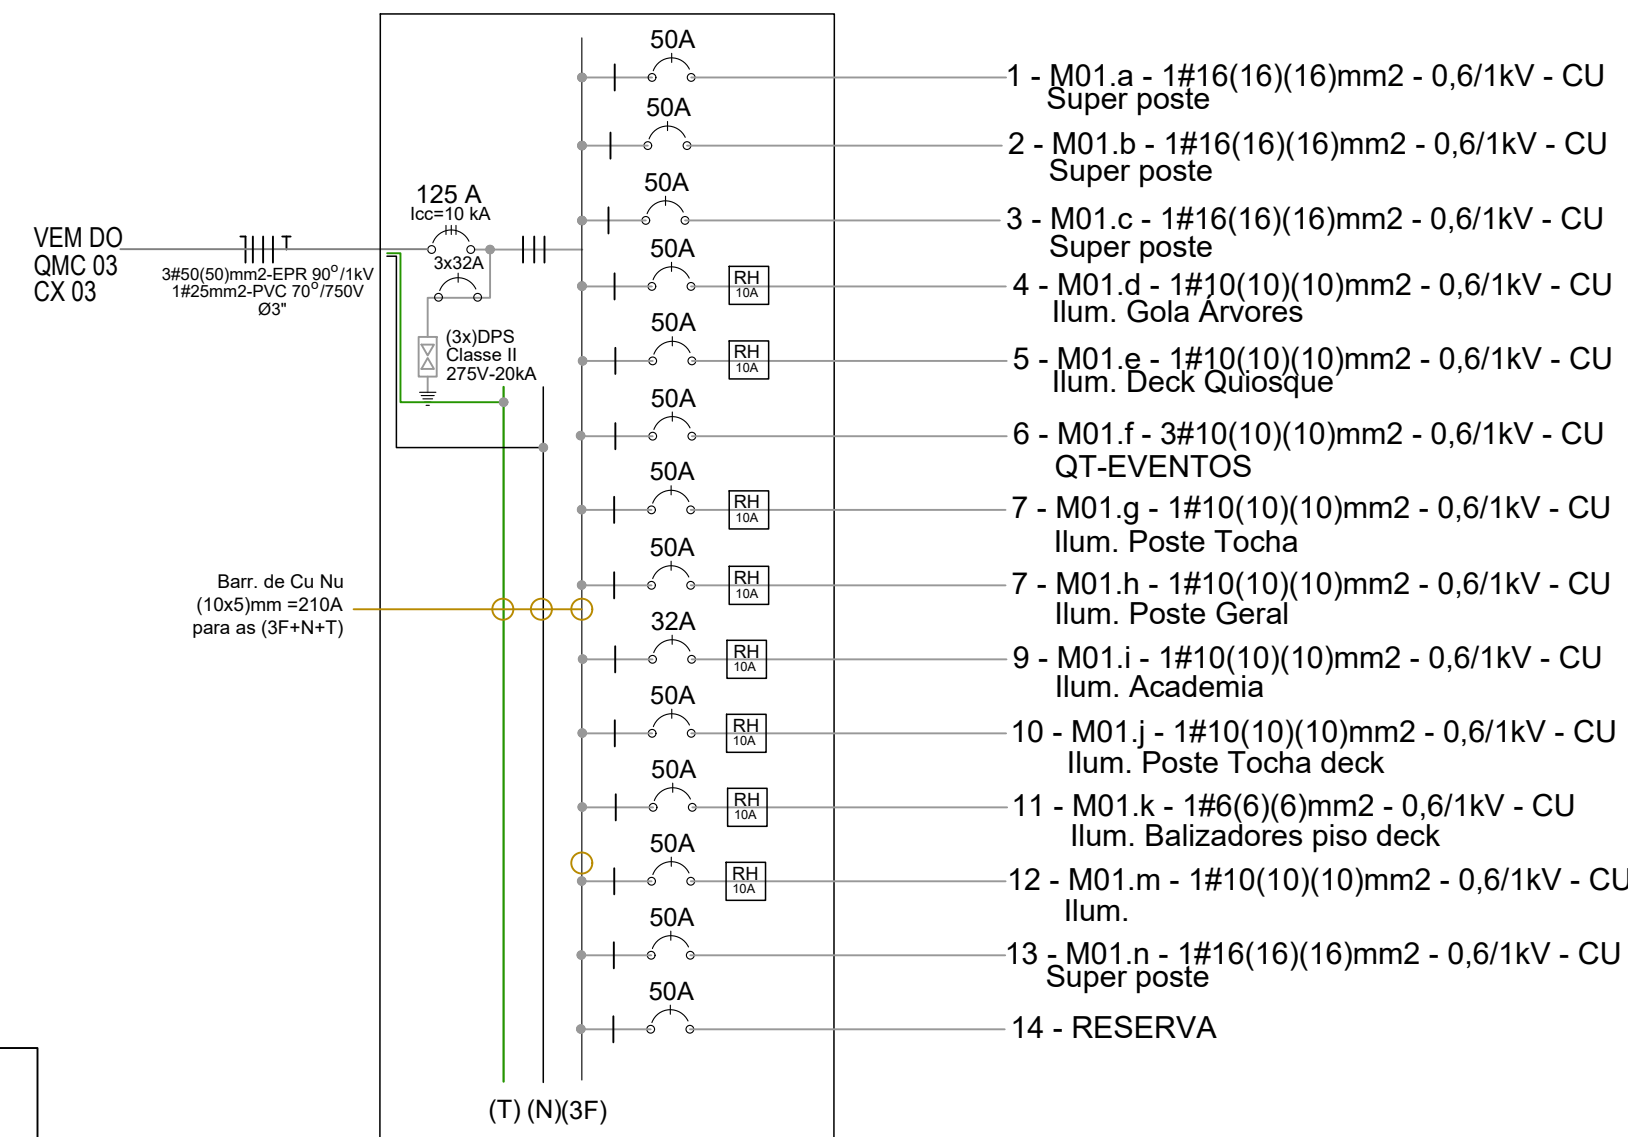 VEM DO
QMC 03
CX 03
3#50(50)mm2-EPR 90°/1kV
1#25mm2-PVC 70°/750V
Ø3"
125 A
Icc=10 kA
3x32A
(3x)DPS
Classe II
275V-20kA
Barr. de Cu Nu
(10x5)mm =210A
para as (3F+N+T)
50A
1 - M01.a - 1#16(16)(16)mm2 - 0,6/1kV - CU
Super poste
50A
2 - M01.b - 1#16(16)(16)mm2 - 0,6/1kV - CU
Super poste
50A
3 - M01.c - 1#16(16)(16)mm2 - 0,6/1kV - CU
Super poste
50A
RH
10A
4 - M01.d - 1#10(10)(10)mm2 - 0,6/1kV - CU
Ilum. Gola Árvores
50A
RH
10A
5 - M01.e - 1#10(10)(10)mm2 - 0,6/1kV - CU
Ilum. Deck Quiosque
50A
6 - M01.f - 3#10(10)(10)mm2 - 0,6/1kV - CU
QT-EVENTOS
50A
RH
10A
7 - M01.g - 1#10(10)(10)mm2 - 0,6/1kV - CU
Ilum. Poste Tocha
50A
RH
10A
7 - M01.h - 1#10(10)(10)mm2 - 0,6/1kV - CU
Ilum. Poste Geral
32A
RH
10A
9 - M01.i - 1#10(10)(10)mm2 - 0,6/1kV - CU
Ilum. Academia
50A
RH
10A
10 - M01.j - 1#10(10)(10)mm2 - 0,6/1kV - CU
Ilum. Poste Tocha deck
50A
RH
10A
11 - M01.k - 1#6(6)(6)mm2 - 0,6/1kV - CU
Ilum. Balizadores piso deck
50A
RH
10A
12 - M01.m - 1#10(10)(10)mm2 - 0,6/1kV - CU
Ilum.
50A
13 - M01.n - 1#16(16)(16)mm2 - 0,6/1kV - CU
Super poste
50A
14 - RESERVA
(T) (N)(3F)